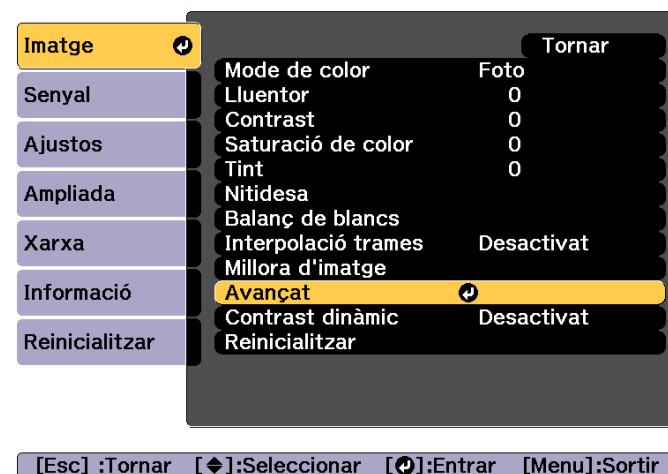 Imatge
Senyal
Ajustos
Ampliada
Xarxa
Informació
Reinicialitzar
Tornar
Mode de color Foto
Lluentor 0
Contrast 0
Saturació de color 0
Tint 0
Nitidesa
Balanç de blancs
Interpolació trames Desactivat
Millora d'imatge
Avançat
Contrast dinàmic Desactivat
Reinicialitzar
[Esc] :Tornar [◆]:Seleccionar [⏎]:Entrar [Menu]:Sortir